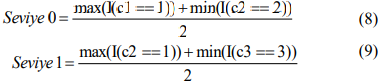 Seviye 0 = max(I(c1 == 1)) + min(I(c2 == 2)) / 2 (8)
Seviye 1 = max(I(c2 == 1)) + min(I(c3 == 3)) / 2 (9)